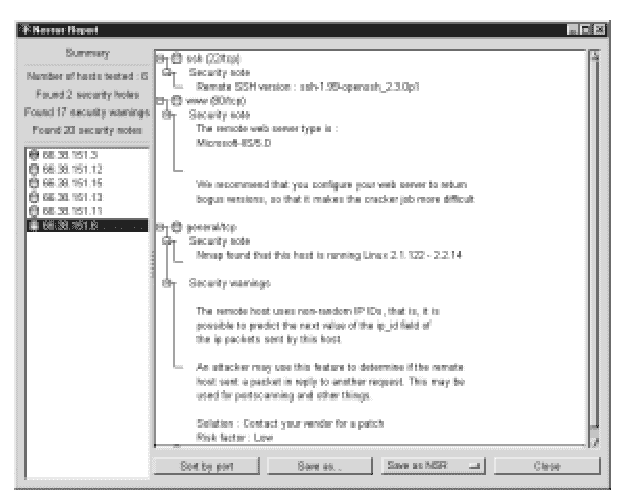 Nessus Report
Summary
Number of hosts tested : 6
Found 2 security holes
Found 17 security warnings
Found 20 security notes
66.38.151.3
66.38.151.12
66.38.151.15
66.38.151.13
66.38.151.11
66.38.151.6
ssh (22/tcp)
Security note
Remote SSH version : ssh-1.99-openssh_2.3.0p1
www (80/tcp)
Security note
The remote web server type is :
Microsoft-IIS/5.0
We recommend that you configure your web server to return
bogus versions, so that it makes the cracker job more difficult
general/tcp
Security note
Nmap found that this host is running Linux 2.1.122 - 2.2.14
Security warnings
The remote host uses non-random IP IDs, that is, it is
possible to predict the next value of the ip_id field of
the ip packets sent by this host.
An attacker may use this feature to determine if the remote
host sent a packet in reply to another request. This may be
used for portscanning and other things.
Solution : Contact your vendor for a patch
Risk factor : Low
Sort by port
Save as...
Save as NSR
Close